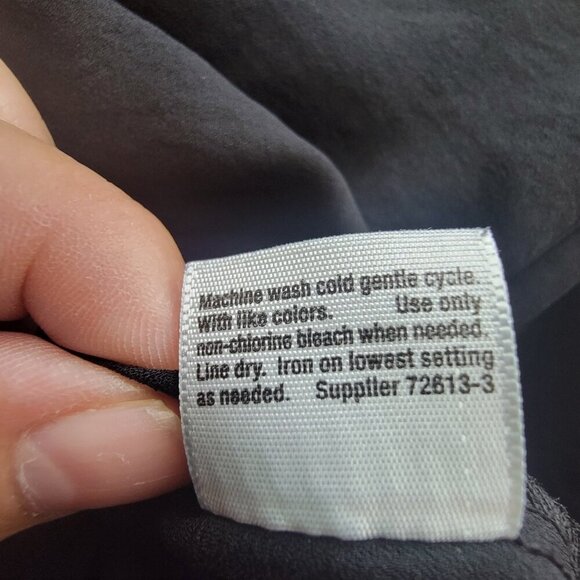 Machine wash cold gentle cycle.
With like colors. Use only
non-chlorine bleach when needed.
Line dry. Iron on lowest setting
as needed. Supplier 72613-3